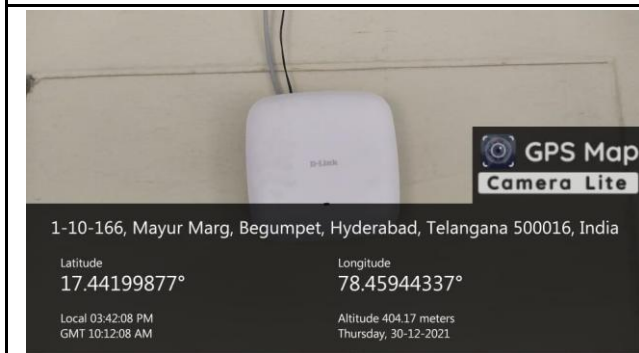 D-Link
GPS Map
Camera Lite
1-10-166, Mayur Marg, Begumpet, Hyderabad, Telangana 500016, India
Latitude
17.44199877°
Longitude
78.45944337°
Local 03:42:08 PM
GMT 10:12:08 AM
Altitude 404.17 meters
Thursday, 30-12-2021